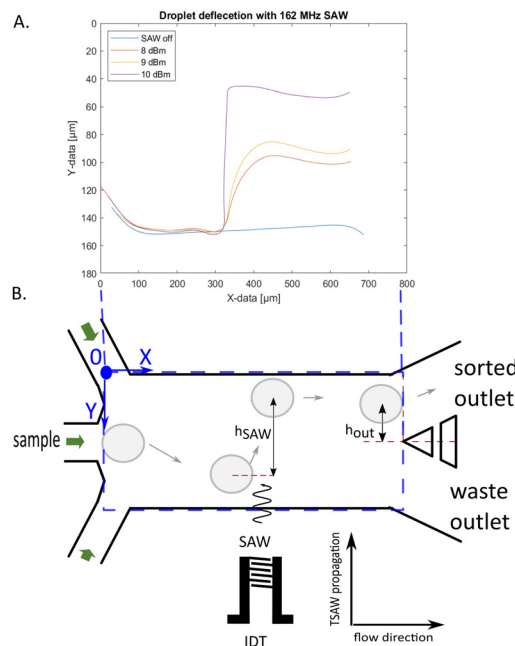 A.
Droplet deflecetion with 162 MHz SAW
SAW off
8 dBm
9 dBm
10 dBm
Y-data [µm]
0
20
40
60
80
100
120
140
160
180
0 100 200 300 400 500 600 700 800
X-data [µm]
B.
0 X
Y
sample
hSAW
hout
sorted
outlet
waste
outlet
SAW
IDT
TSAW propagation
flow direction